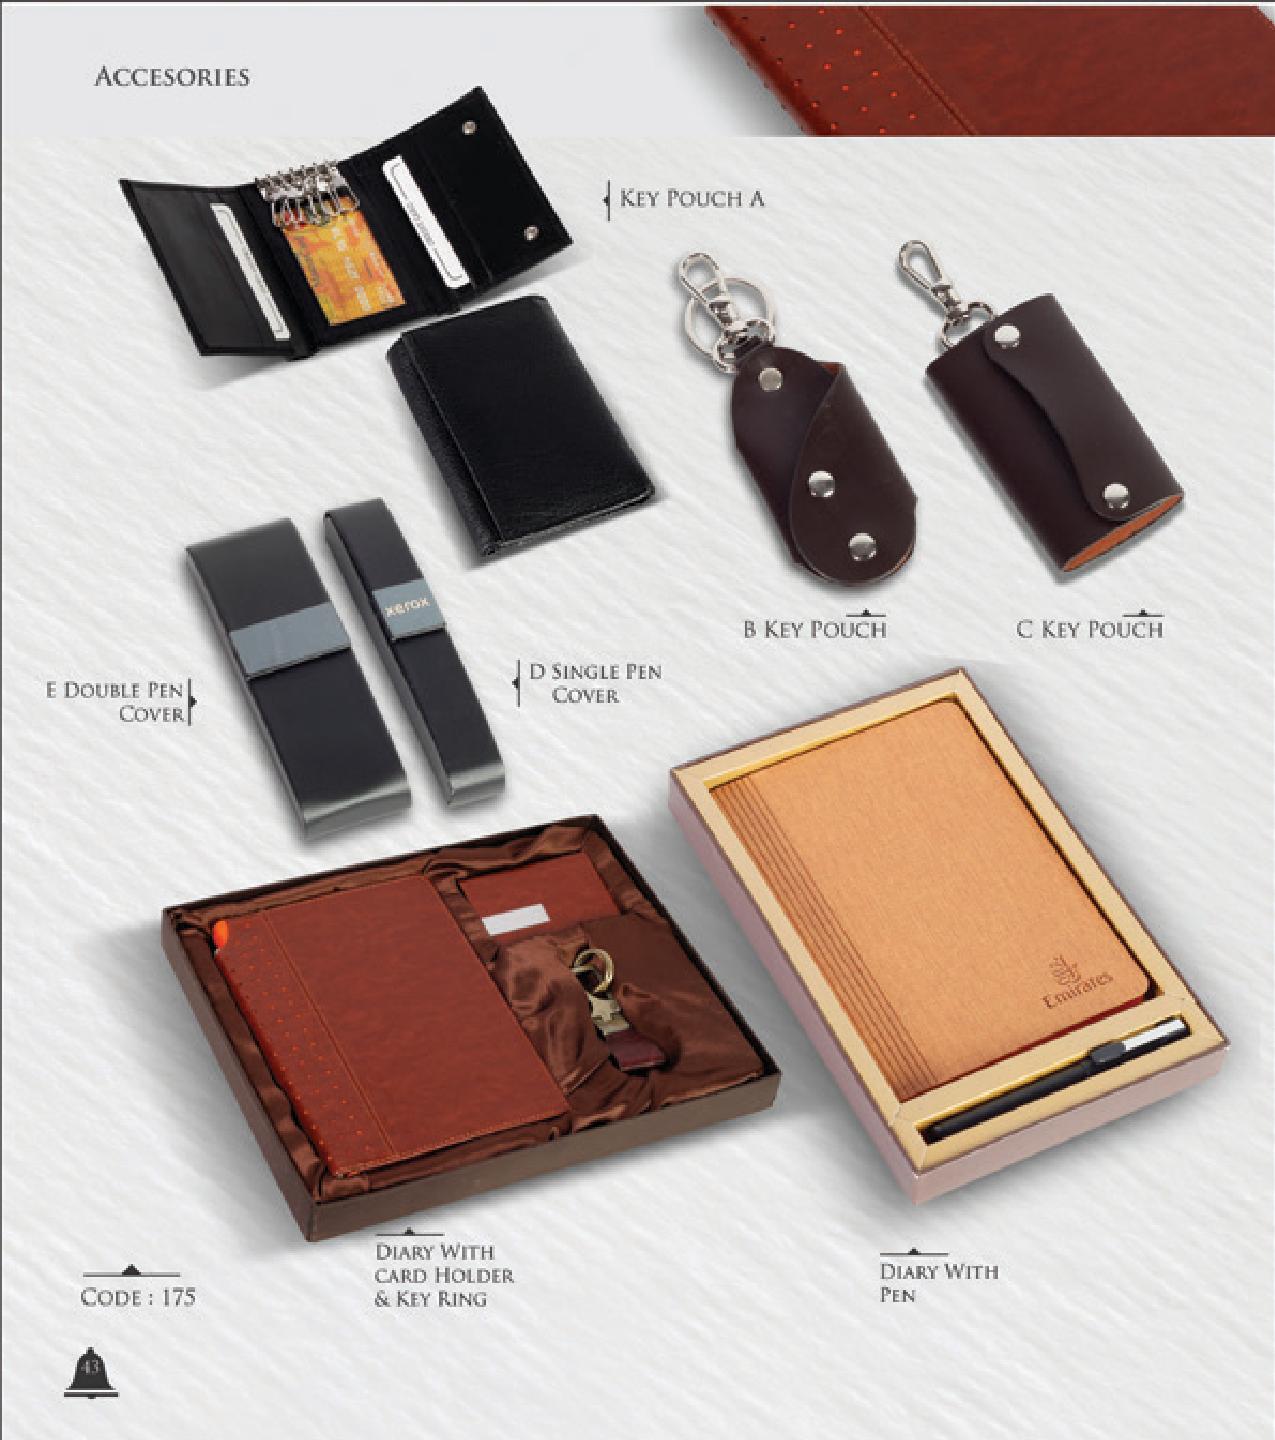 ACCESORIES
KEY POUCH A
B KEY POUCH
C KEY POUCH
xerox
D SINGLE PEN
COVER
E DOUBLE PEN
COVER
Emirates
DIARY WITH
CARD HOLDER
& KEY RING
DIARY WITH
PEN
CODE : 175
43